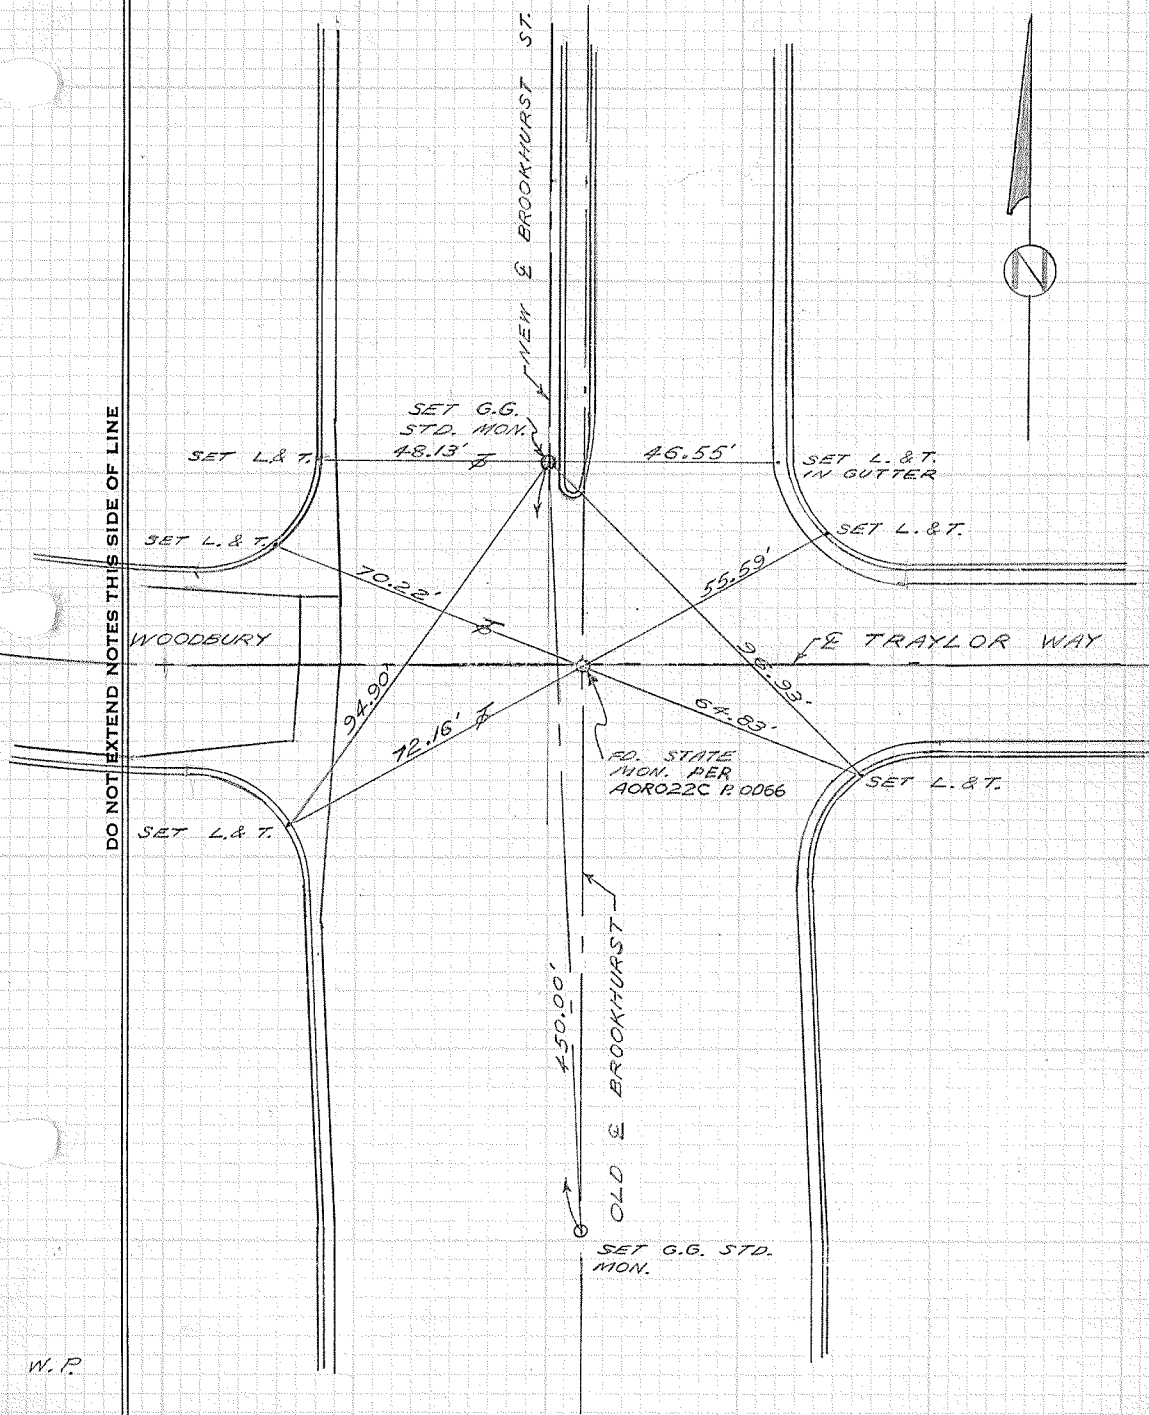 NEW ℄ BROOKHURST ST.
N
SET G.G.
STD. MON.
48.13'
46.55'
SET L.& T.
SET L.& T.
IN GUTTER
SET L.& T.
SET L.& T.
70.22'
55.59'
WOODBURY
℄ TRAYLOR WAY
94.90'
96.93'
72.16'
64.83'
FD. STATE
MON. PER
AOR022C P. 0066
SET L.& T.
SET L.& T.
DO NOT EXTEND NOTES THIS SIDE OF LINE
450.00'
OLD ℄ BROOKHURST
SET G.G. STD.
MON.
W.P.